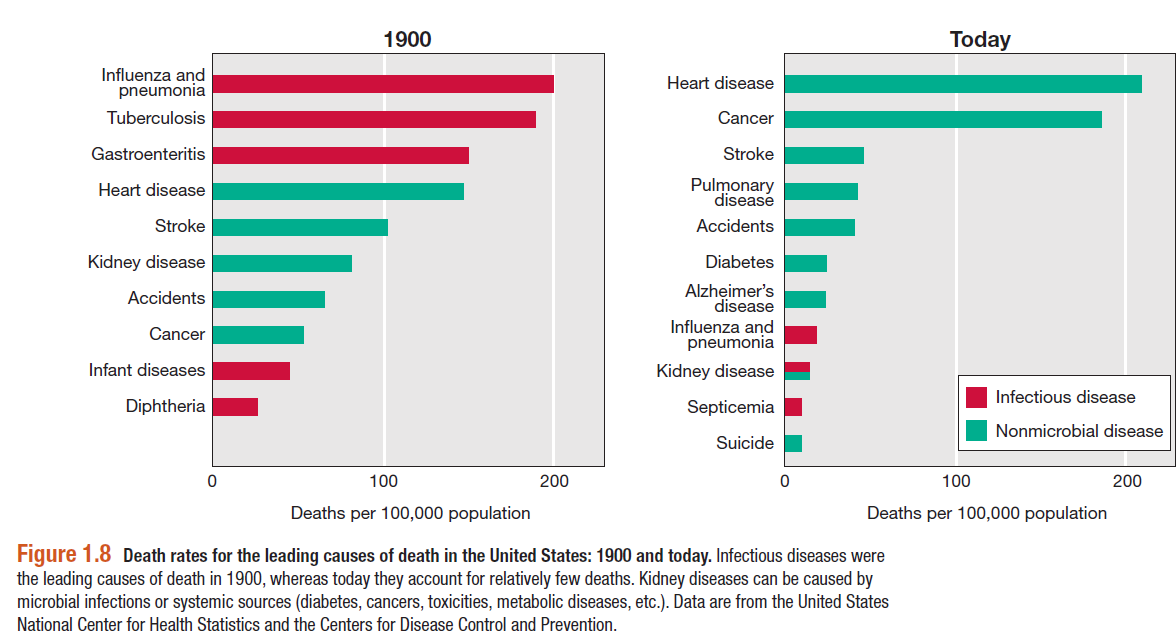 1900
Influenza and
pneumonia
Tuberculosis
Gastroenteritis
Heart disease
Stroke
Kidney disease
Accidents
Cancer
Infant diseases
Diphtheria
0 100 200
Deaths per 100,000 population
Today
Heart disease
Cancer
Stroke
Pulmonary
disease
Accidents
Diabetes
Alzheimer’s
disease
Influenza and
pneumonia
Kidney disease
Septicemia
Suicide
Infectious disease
Nonmicrobial disease
0 100 200
Deaths per 100,000 population
Figure 1.8 Death rates for the leading causes of death in the United States: 1900 and today. Infectious diseases were
the leading causes of death in 1900, whereas today they account for relatively few deaths. Kidney diseases can be caused by
microbial infections or systemic sources (diabetes, cancers, toxicities, metabolic diseases, etc.). Data are from the United States
National Center for Health Statistics and the Centers for Disease Control and Prevention.